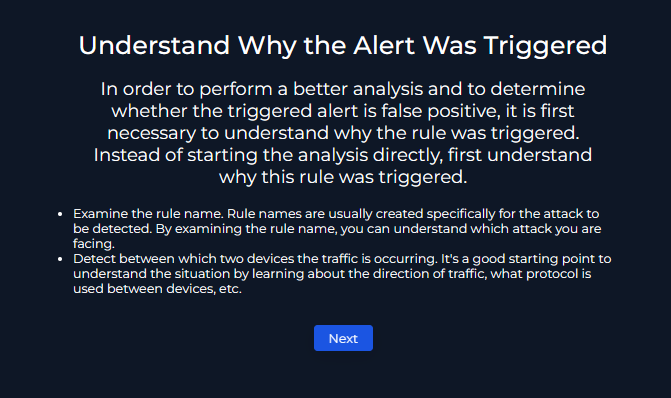 Understand Why the Alert Was Triggered
In order to perform a better analysis and to determine
whether the triggered alert is false positive, it is first
necessary to understand why the rule was triggered.
Instead of starting the analysis directly, first understand
why this rule was triggered.
• Examine the rule name. Rule names are usually created specifically for the attack to
be detected. By examining the rule name, you can understand which attack you are
facing.
• Detect between which two devices the traffic is occurring. It's a good starting point to
understand the situation by learning about the direction of traffic, what protocol is
used between devices, etc.
Next